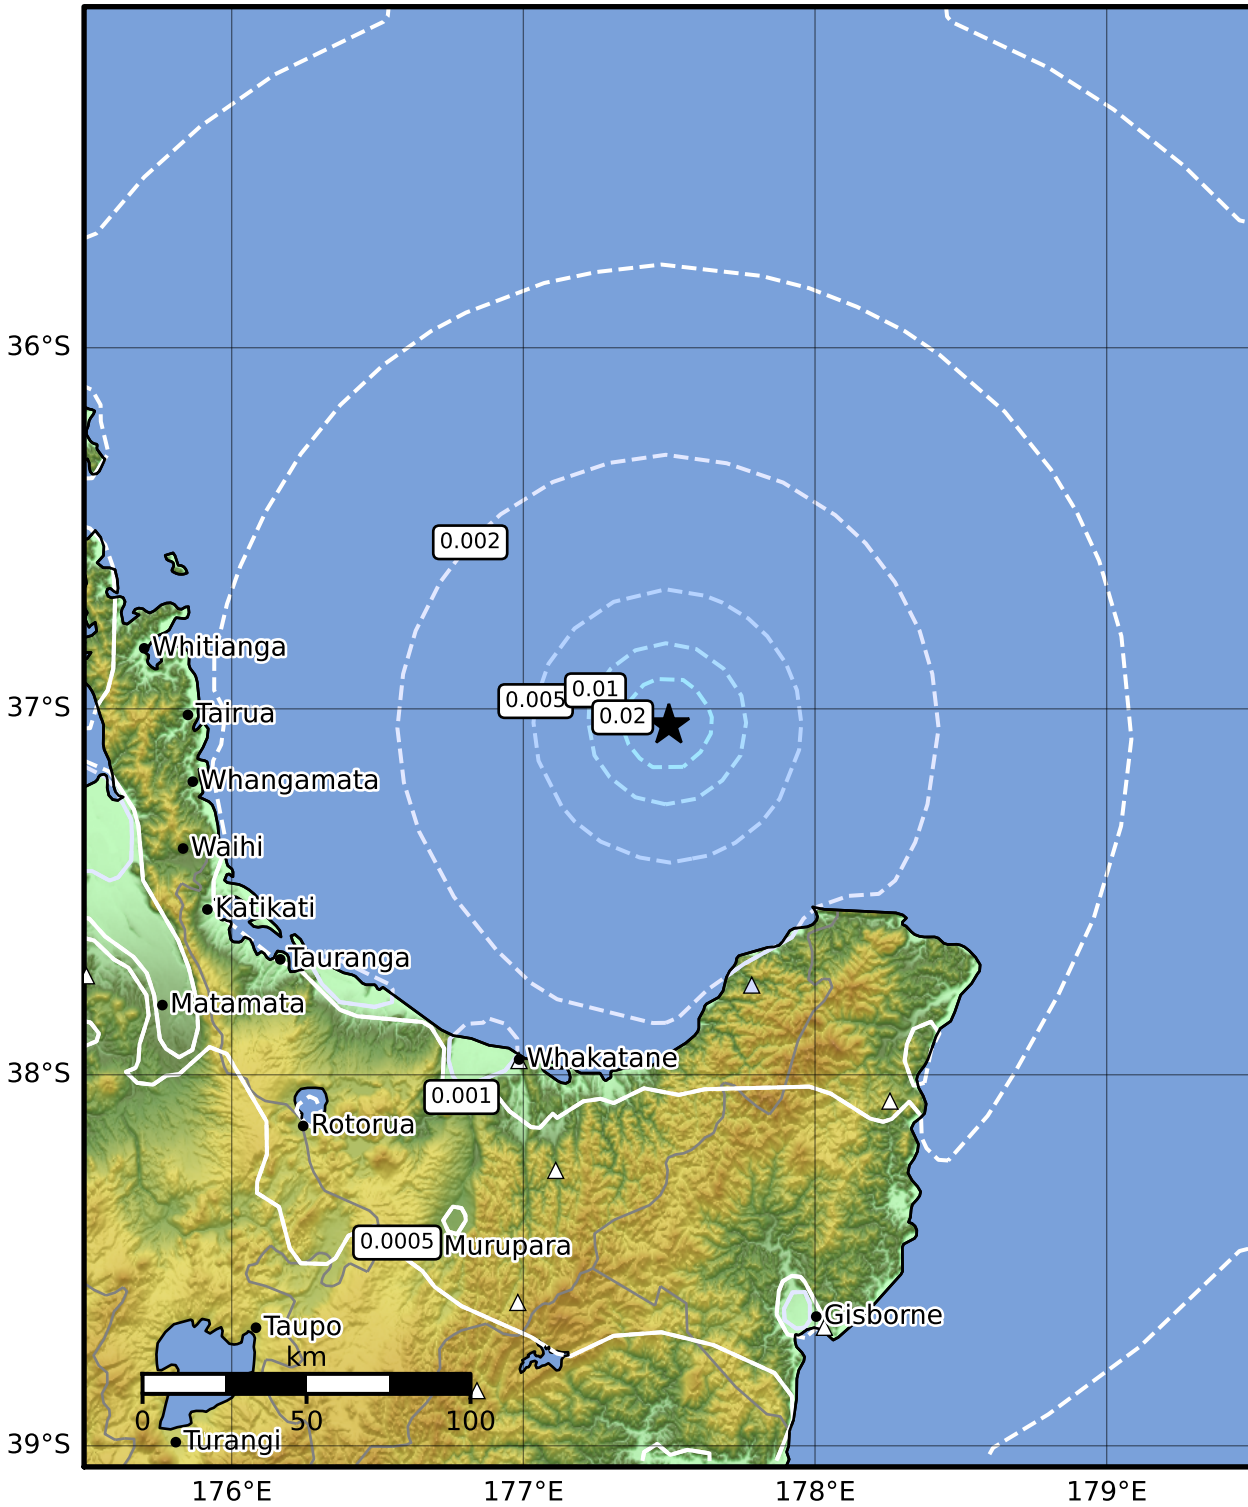 36°S
0.002
Whitianga
0.005
0.01
37°S
Tairua
0.02
Whangamata
Waihi
Katikati
Tauranga
Matamata
Whakatane
38°S
0.001
Rotorua
0.0005
Murupara
Gisborne
Taupo
km
0
50
100
39°S
Turangi
176°E
177°E
178°E
179°E